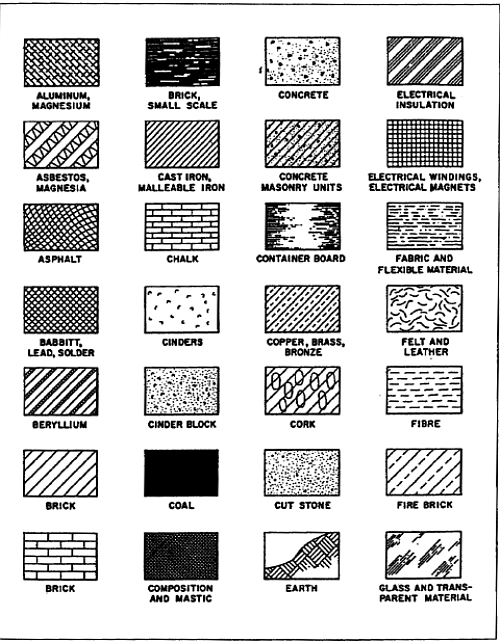 ALUMINUM,
MAGNESIUM
BRICK,
SMALL SCALE
CONCRETE
ELECTRICAL
INSULATION
ASBESTOS,
MAGNESIA
CAST IRON,
MALLEABLE IRON
CONCRETE
MASONRY UNITS
ELECTRICAL WINDINGS,
ELECTRICAL MAGNETS
ASPHALT
CHALK
CONTAINER BOARD
FABRIC AND
FLEXIBLE MATERIAL
BABBITT,
LEAD, SOLDER
CINDERS
COPPER, BRASS,
BRONZE
FELT AND
LEATHER
BERYLLIUM
CINDER BLOCK
CORK
FIBRE
BRICK
COAL
CUT STONE
FIRE BRICK
BRICK
COMPOSITION
AND MASTIC
EARTH
GLASS AND TRANS-
PARENT MATERIAL